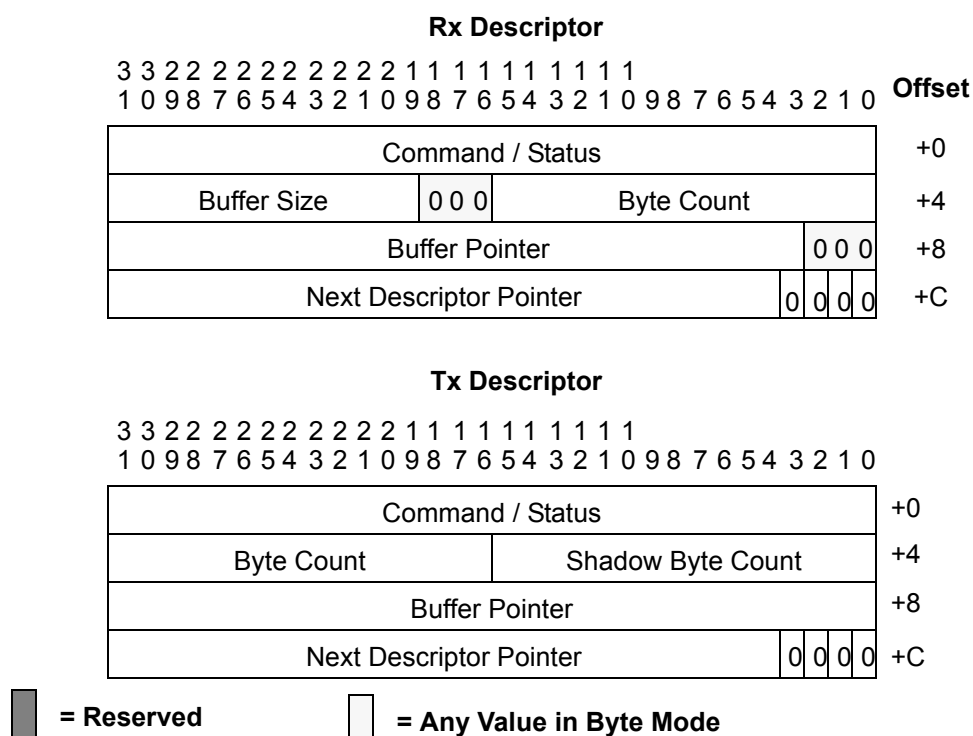 Rx Descriptor
3 3 2 2 2 2 2 2 2 2 2 2 1 1 1 1 1 1 1 1 1 1
1 0 9 8 7 6 5 4 3 2 1 0 9 8 7 6 5 4 3 2 1 0 9 8 7 6 5 4 3 2 1 0 Offset
Command / Status +0
Buffer Size 0 0 0 Byte Count +4
Buffer Pointer 0 0 0 +8
Next Descriptor Pointer 0 0 0 0 +C
Tx Descriptor
3 3 2 2 2 2 2 2 2 2 2 2 1 1 1 1 1 1 1 1 1 1
1 0 9 8 7 6 5 4 3 2 1 0 9 8 7 6 5 4 3 2 1 0 9 8 7 6 5 4 3 2 1 0
Command / Status +0
Byte Count Shadow Byte Count +4
Buffer Pointer +8
Next Descriptor Pointer 0 0 0 0 +C
= Reserved = Any Value in Byte Mode